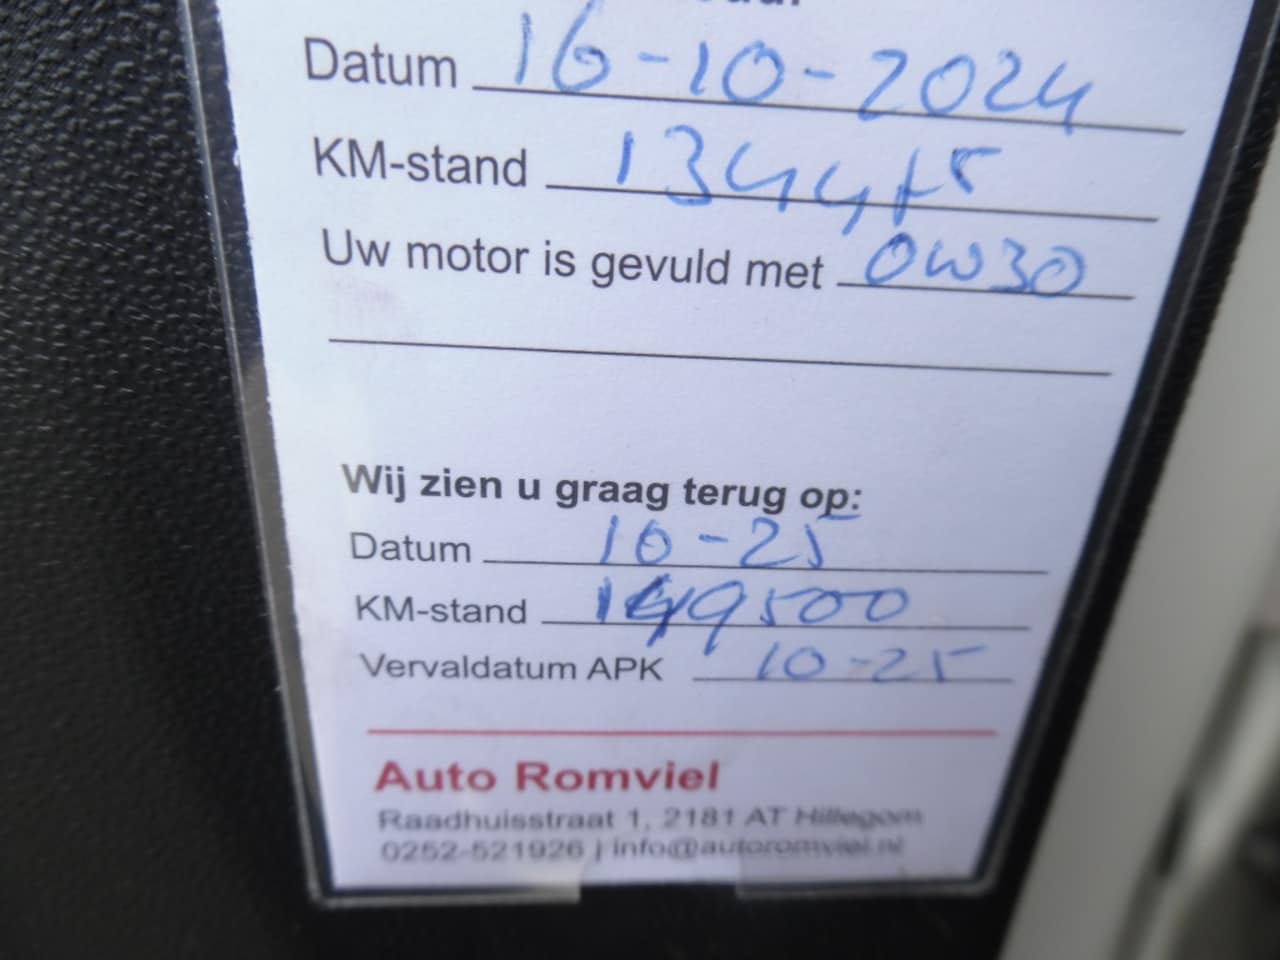 Datum 16-10-2024
KM-stand 134475
Uw motor is gevuld met 0W30
Wij zien u graag terug op:
Datum 10-25
KM-stand 149500
Vervaldatum APK 10-25
Auto Romviel
Raadhuisstraat 1, 2181 AT Hillegom
0252-521926 | info@autoromviel.nl